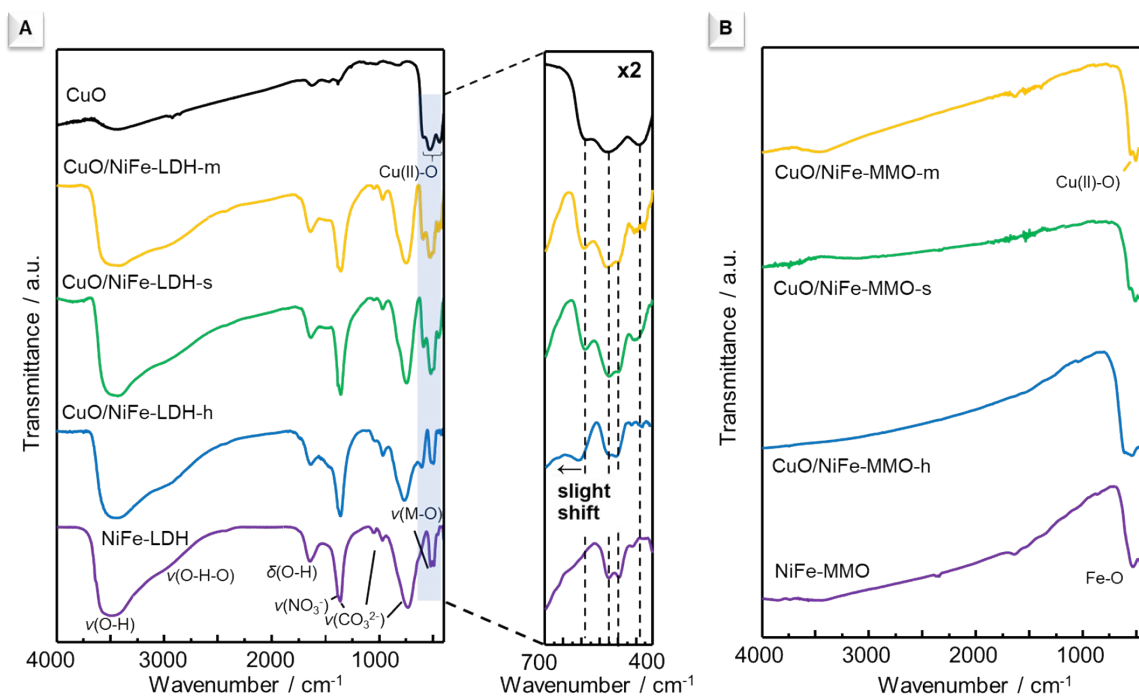 A
Transmittance / a.u.
CuO
Cu(II)-O
CuO/NiFe-LDH-m
CuO/NiFe-LDH-s
CuO/NiFe-LDH-h
ν(M-O)
NiFe-LDH
ν(O-H-O)
δ(O-H)
ν(NO₃⁻)
ν(CO₃²⁻)
ν(O-H)
4000 3000 2000 1000
Wavenumber / cm⁻¹
x2
slight
shift
700 400
Wavenumber / cm⁻¹
B
Transmittance / a.u.
CuO/NiFe-MMO-m
Cu(II)-O)
CuO/NiFe-MMO-s
CuO/NiFe-MMO-h
NiFe-MMO
Fe-O
4000 3000 2000 1000
Wavenumber / cm⁻¹